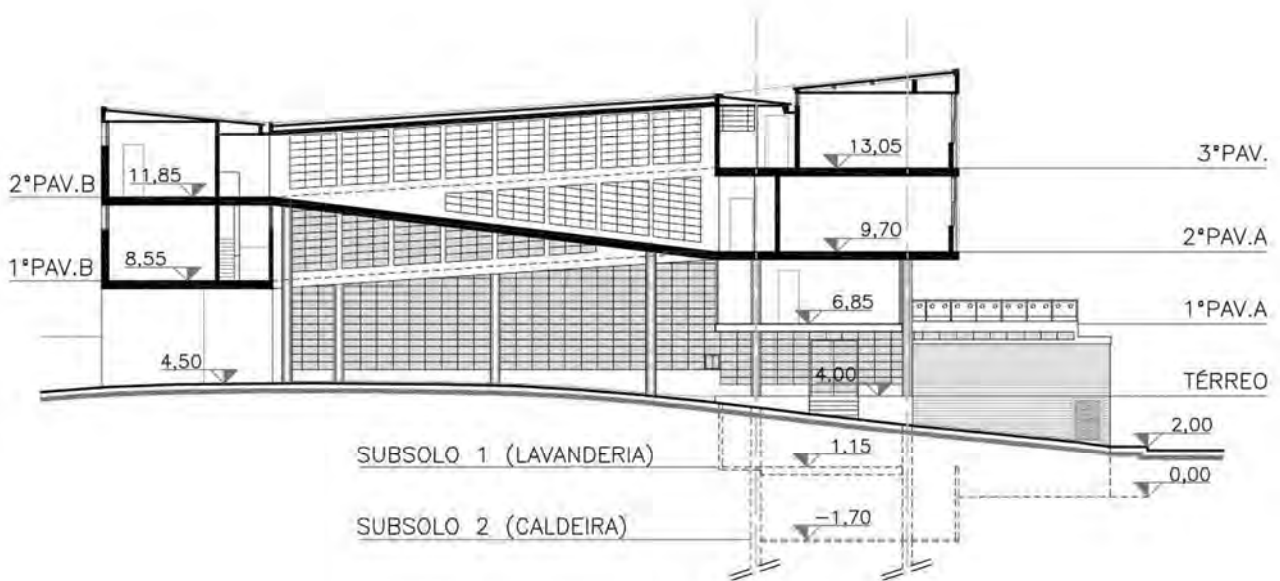 13,05
3°PAV.
11,85
2°PAV.B
9,70
2°PAV.A
8,55
1°PAV.B
6,85
1°PAV.A
4,50
4,00
TÉRREO
2,00
SUBSOLO 1 (LAVANDERIA)
1,15
0,00
SUBSOLO 2 (CALDEIRA)
-1,70